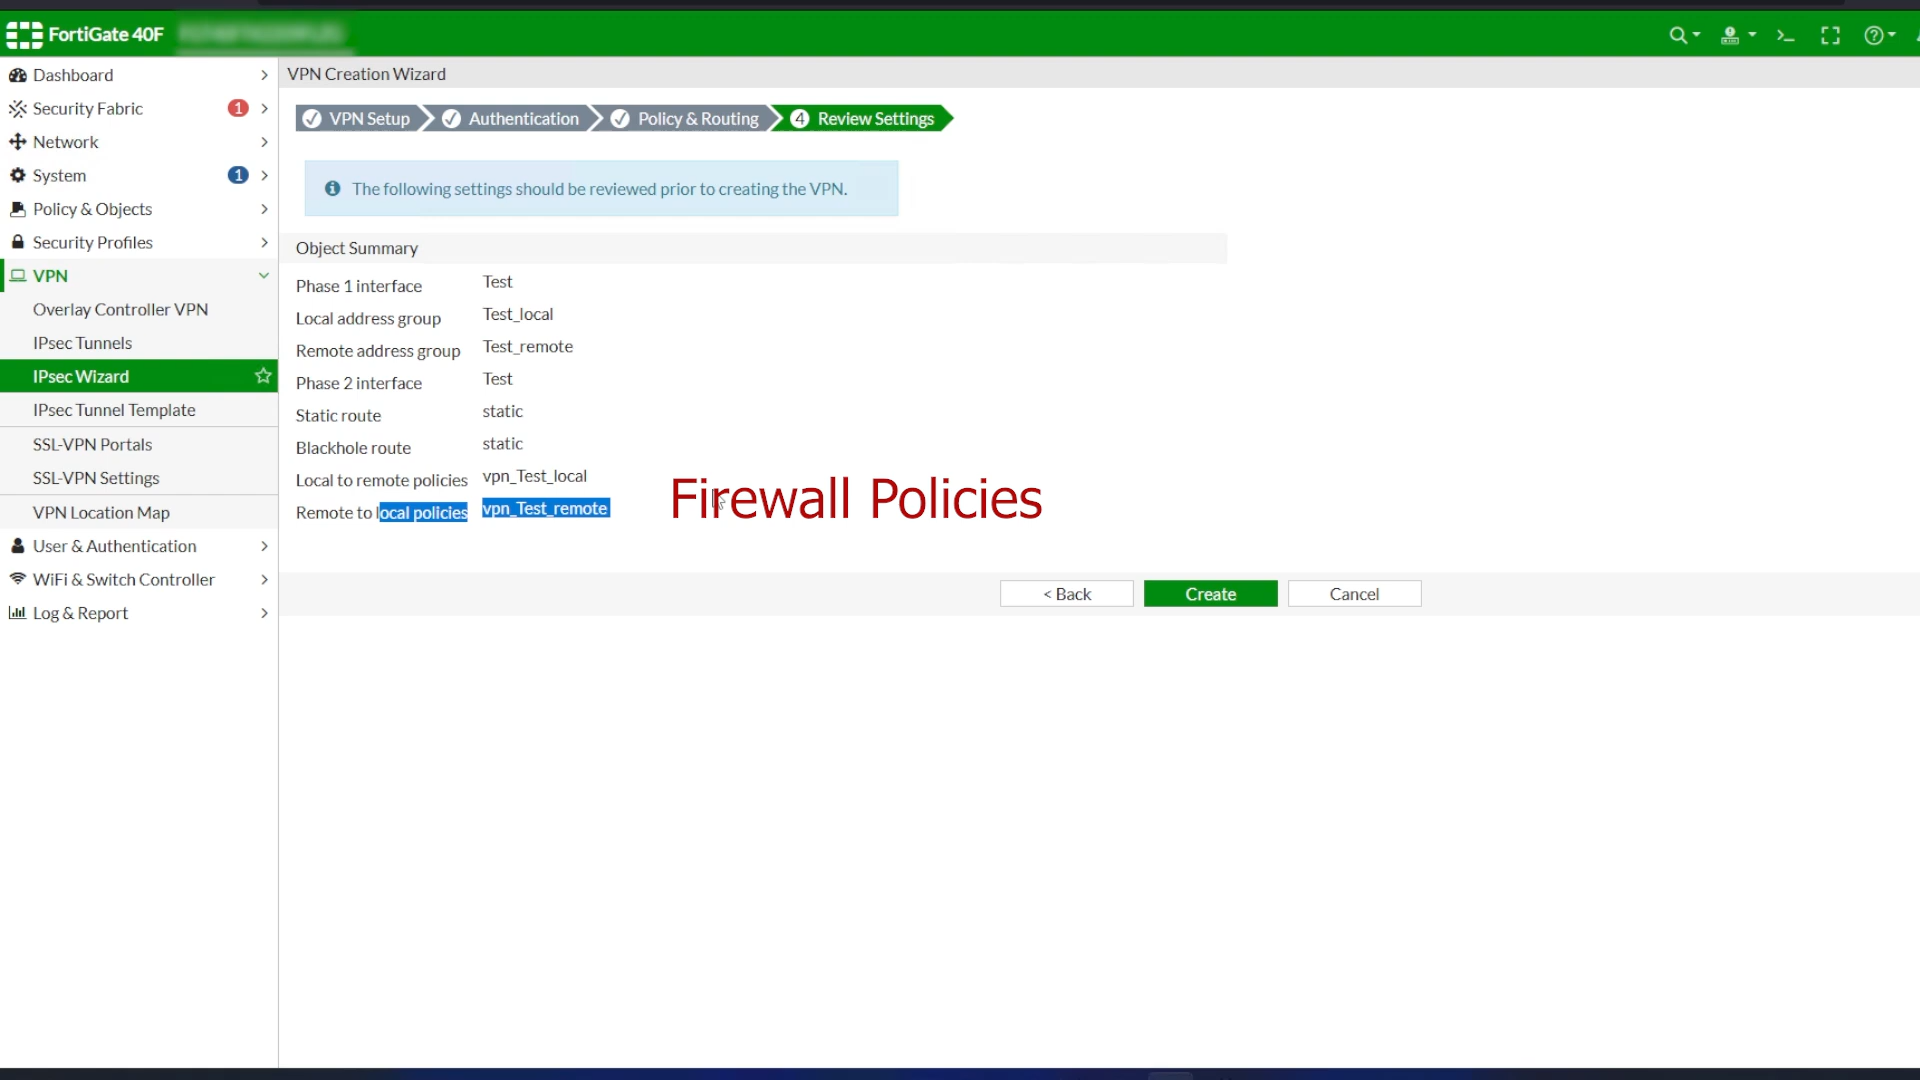 FortiGate 40F
Dashboard
Security Fabric 1
Network
System 1
Policy & Objects
Security Profiles
VPN
Overlay Controller VPN
IPsec Tunnels
IPsec Wizard
IPsec Tunnel Template
SSL-VPN Portals
SSL-VPN Settings
VPN Location Map
User & Authentication
WiFi & Switch Controller
Log & Report
VPN Creation Wizard
VPN Setup Authentication Policy & Routing 4 Review Settings
The following settings should be reviewed prior to creating the VPN.
Object Summary
Phase 1 interface Test
Local address group Test_local
Remote address group Test_remote
Phase 2 interface Test
Static route static
Blackhole route static
Local to remote policies vpn_Test_local
Remote to local policies vpn_Test_remote
Firewall Policies
< Back Create Cancel